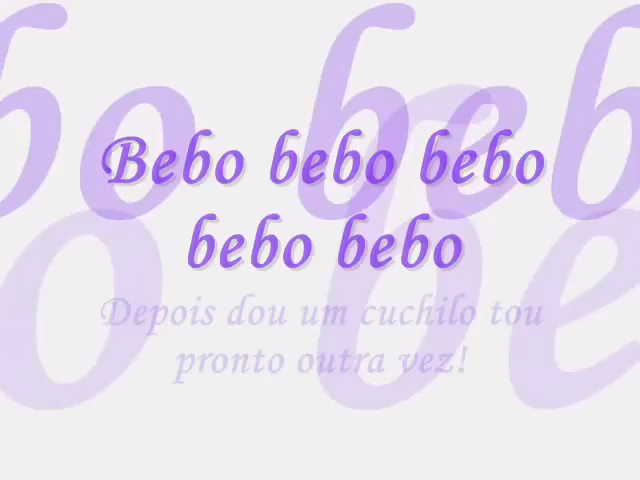 Bebo bebo bebo
bebo bebo
Depois dou um cuchilo tou
pronto outra vez!